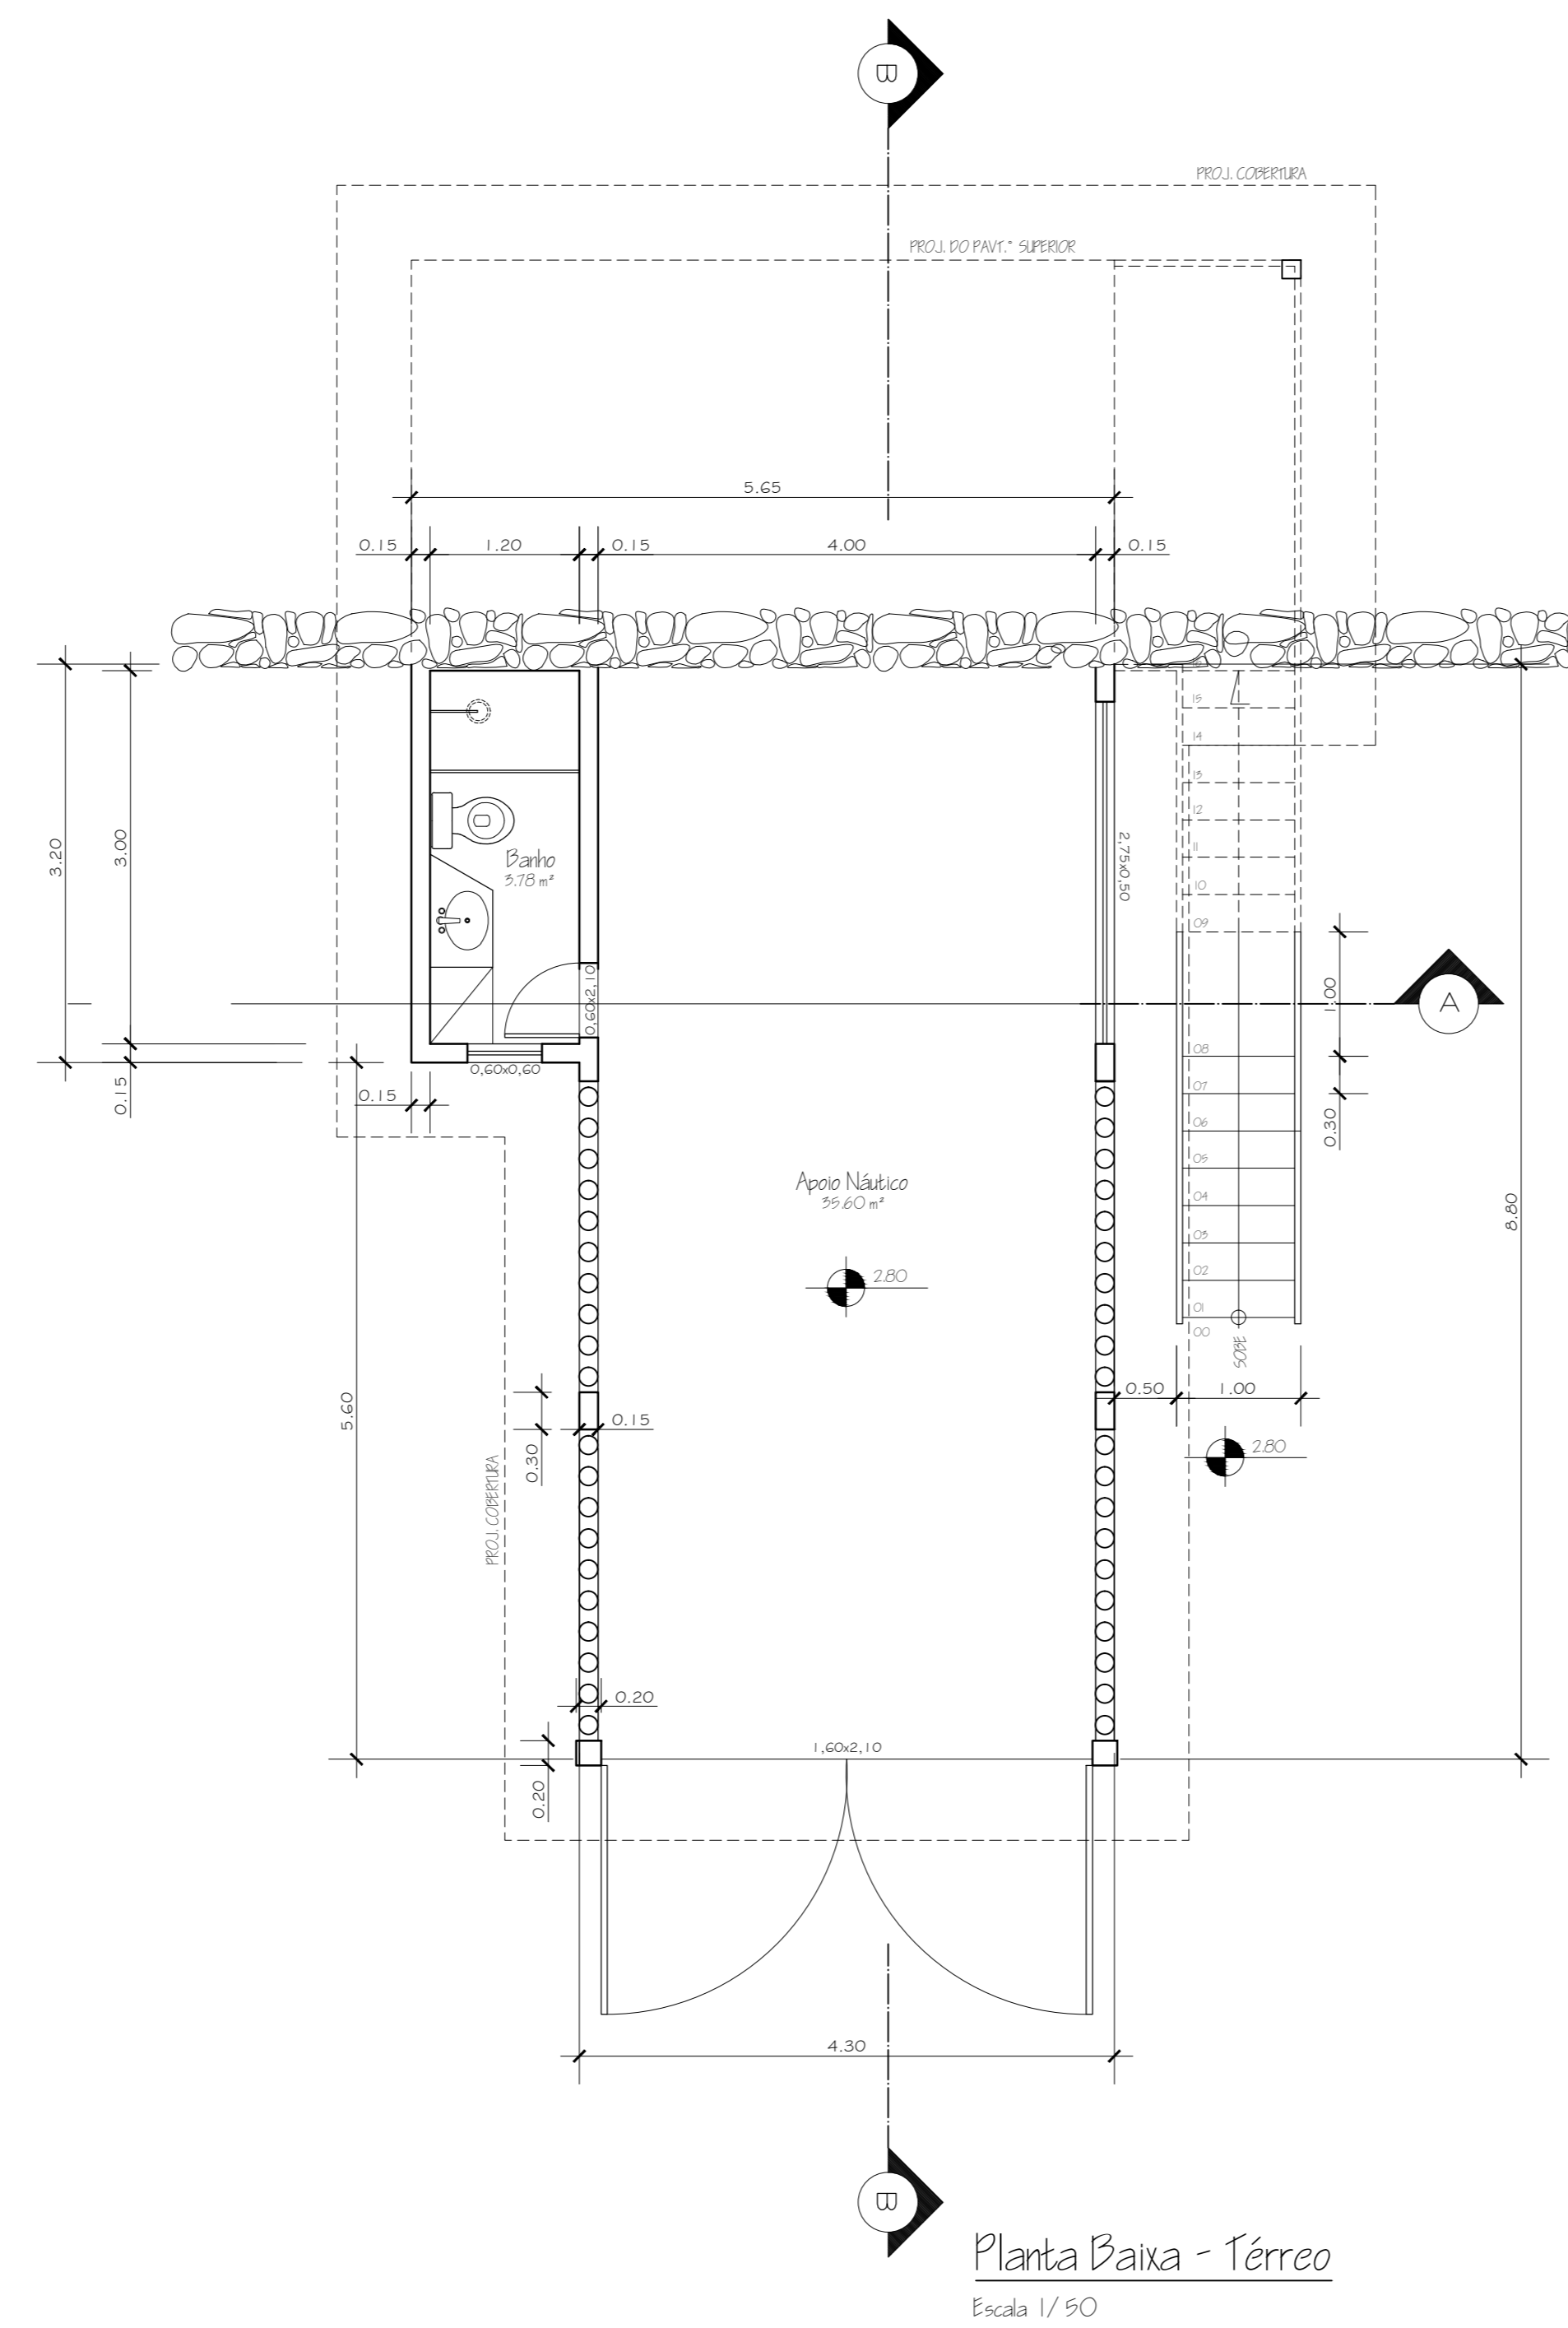 B
PROJ. COBERTURA
PROJ. DO PAVT.° SUPERIOR
5.65
0.15
1.20
0.15
4.00
0.15
15
14
13
12
11
10
09
08
07
06
05
04
03
02
01
00
SOBE
3.20
3.00
0.15
Banho
3.78 m²
0,60x2,10
0,60x0,60
2,75x0,50
0.15
1.00
0.30
A
8.80
Apoio Náutico
35.60 m²
2.80
5.60
0.30
0.15
0.50
1.00
2.80
PROJ. COBERTURA
0.20
0.20
1,60x2,10
4.30
B
Planta Baixa - Térreo
Escala 1/50